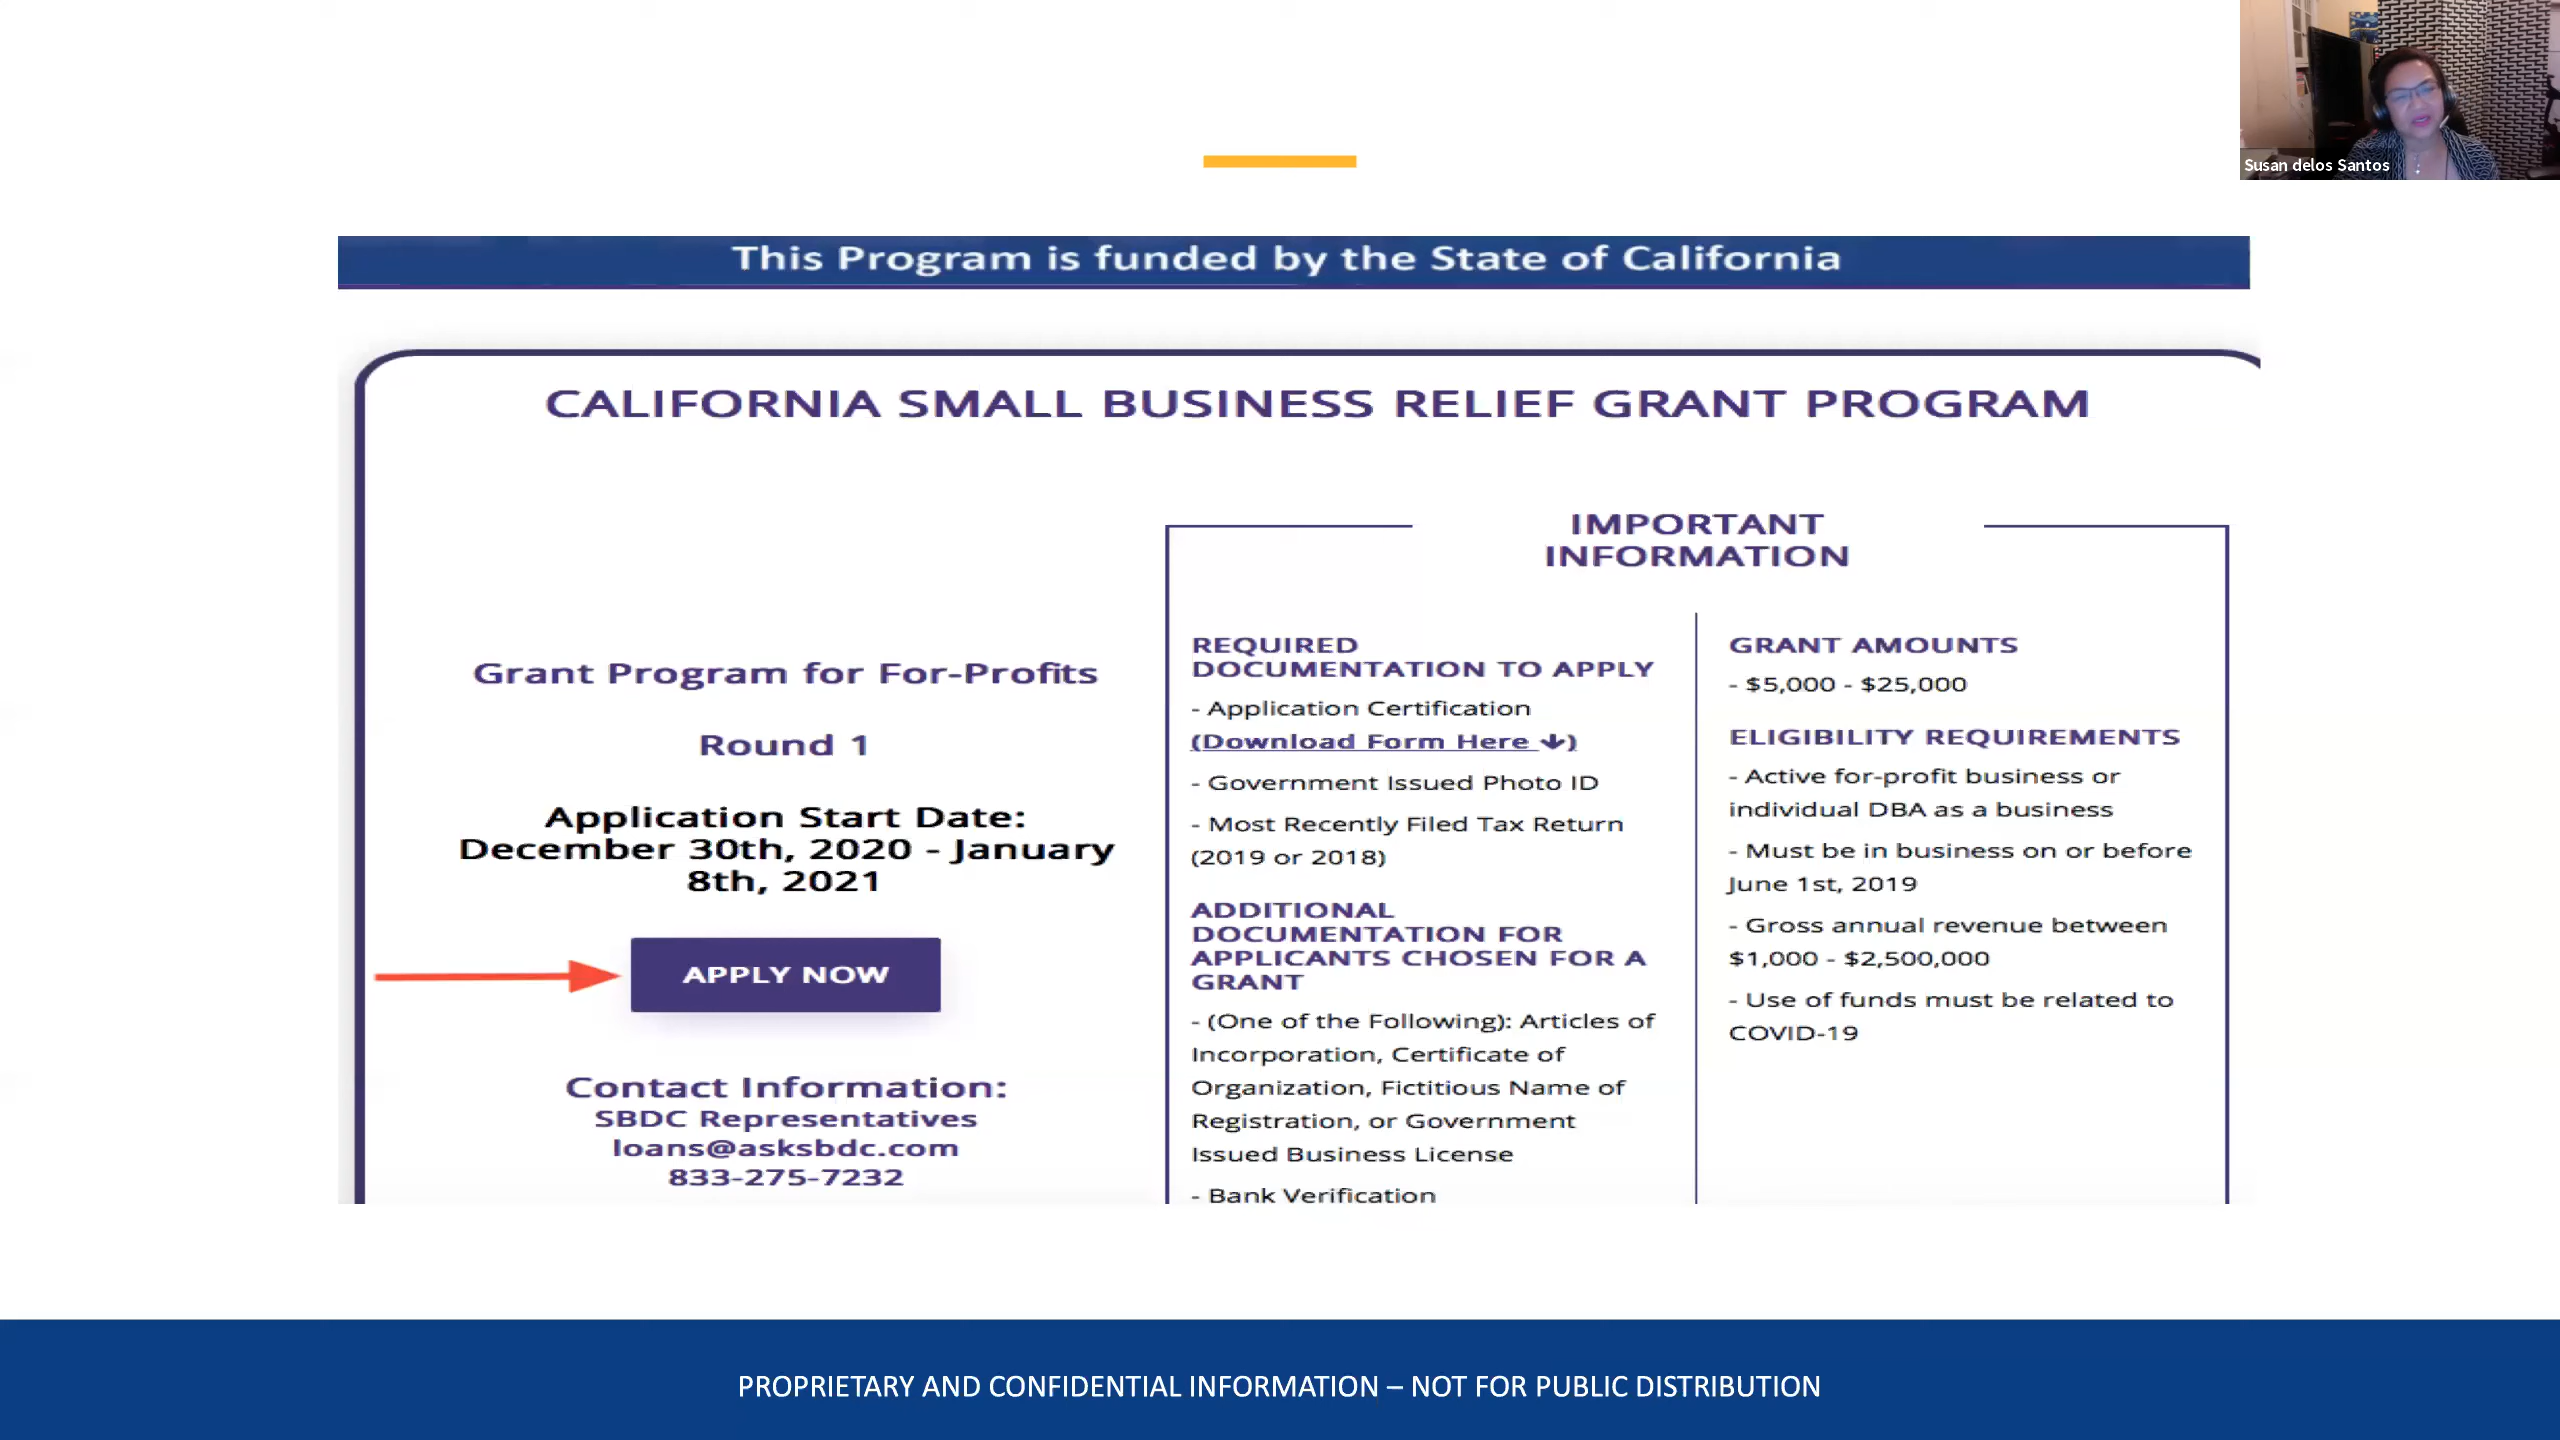 Susan delos Santos
This Program is funded by the State of California
CALIFORNIA SMALL BUSINESS RELIEF GRANT PROGRAM
Grant Program for For-Profits
Round 1
Application Start Date:
December 30th, 2020 - January
8th, 2021
APPLY NOW
Contact Information:
SBDC Representatives
loans@asksbdc.com
833-275-7232
IMPORTANT
INFORMATION
REQUIRED
DOCUMENTATION TO APPLY
- Application Certification
(Download Form Here ↓)
- Government Issued Photo ID
- Most Recently Filed Tax Return
(2019 or 2018)
ADDITIONAL
DOCUMENTATION FOR
APPLICANTS CHOSEN FOR A
GRANT
- (One of the Following): Articles of
Incorporation, Certificate of
Organization, Fictitious Name of
Registration, or Government
Issued Business License
- Bank Verification
GRANT AMOUNTS
- $5,000 - $25,000
ELIGIBILITY REQUIREMENTS
- Active for-profit business or
individual DBA as a business
- Must be in business on or before
June 1st, 2019
- Gross annual revenue between
$1,000 - $2,500,000
- Use of funds must be related to
COVID-19
PROPRIETARY AND CONFIDENTIAL INFORMATION – NOT FOR PUBLIC DISTRIBUTION